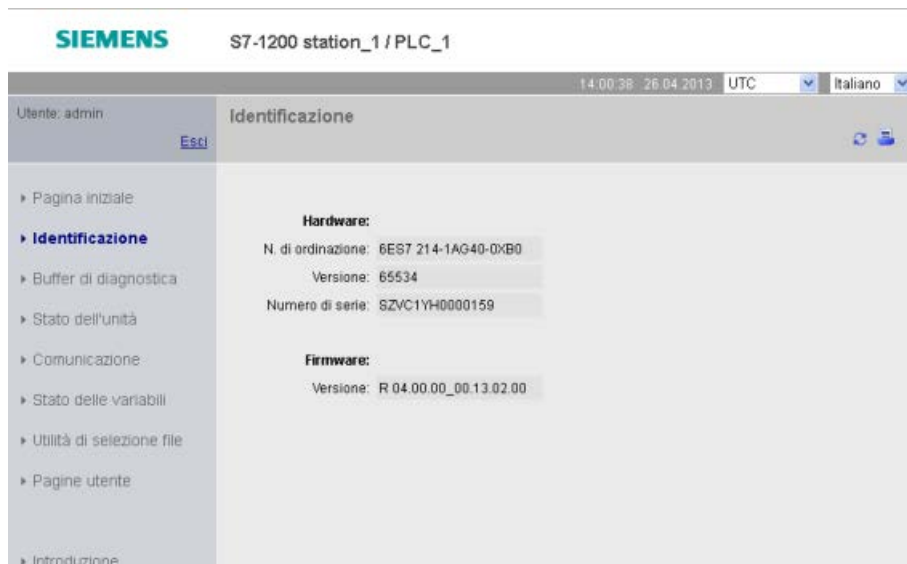 SIEMENS
S7-1200 station_1 / PLC_1
14:00:38 26.04.2013 UTC Italiano
Utente: admin
Esci
Identificazione
Pagina iniziale
Identificazione
Buffer di diagnostica
Stato dell'unità
Comunicazione
Stato delle variabili
Utilità di selezione file
Pagine utente
Introduzione
Hardware:
N. di ordinazione: 6ES7 214-1AG40-0XB0
Versione: 65534
Numero di serie: SZVC1YH0000159
Firmware:
Versione: R 04.00.00_00.13.02.00